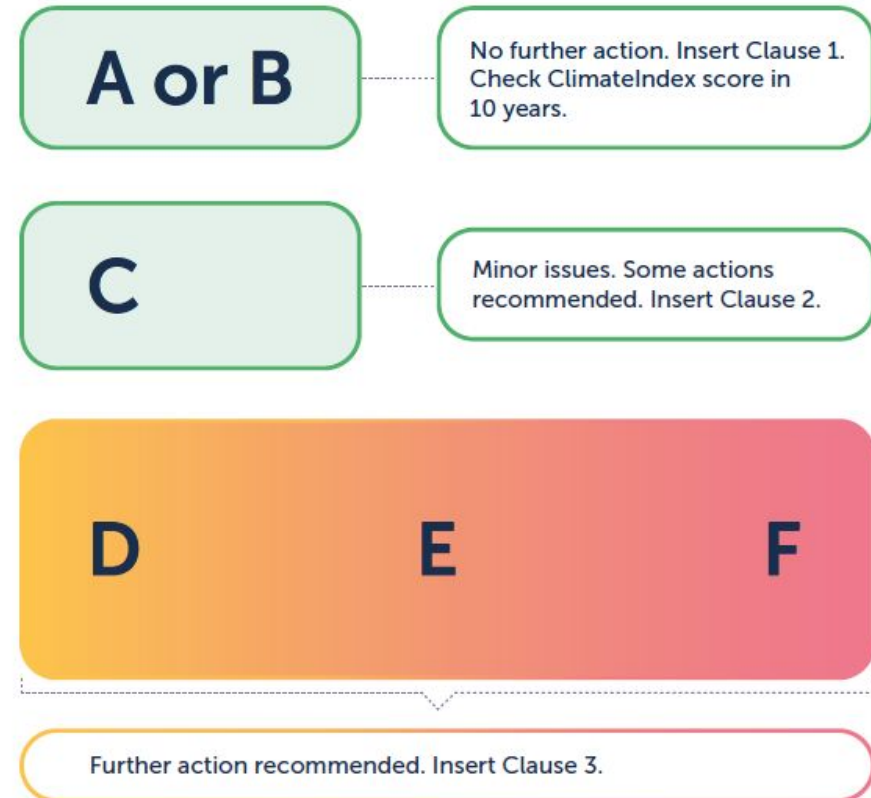 A or B
No further action. Insert Clause 1.
Check ClimateIndex score in
10 years.
C
Minor issues. Some actions
recommended. Insert Clause 2.
D E F
Further action recommended. Insert Clause 3.